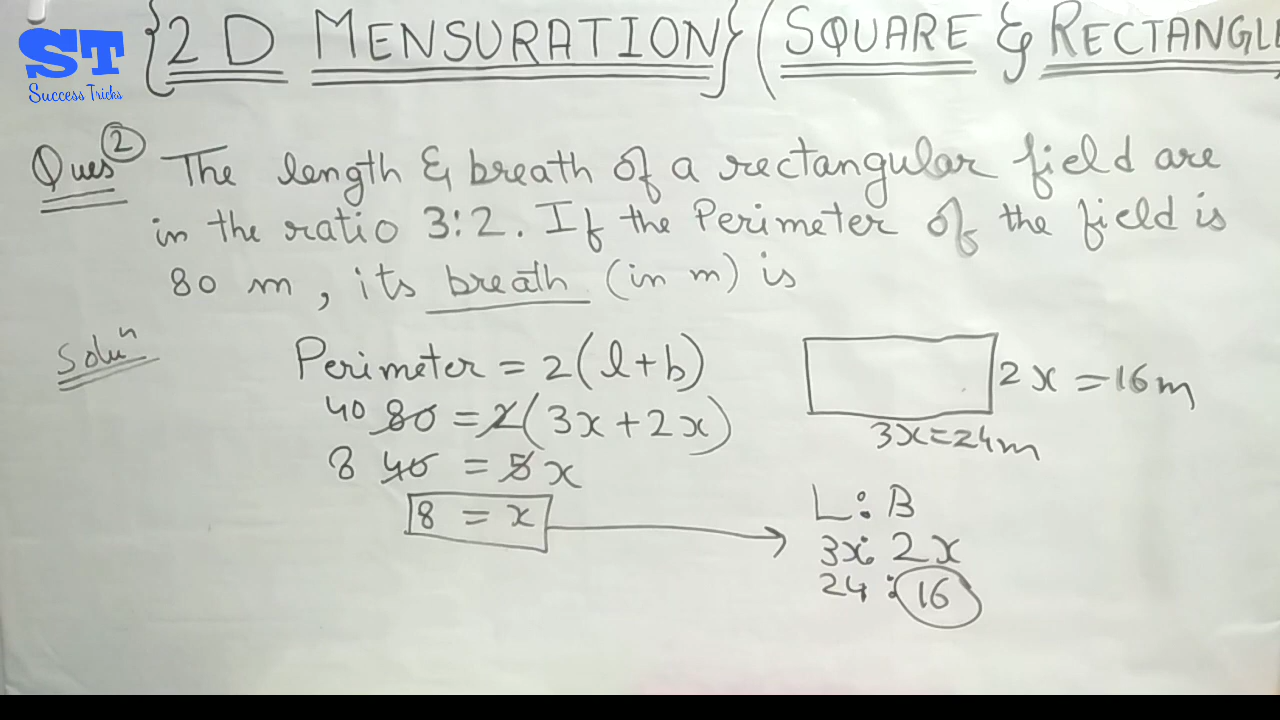 ST
Success Tricks
{2 D MENSURATION} (SQUARE & RECTANGLE
Ques ② The length & breath of a rectangular field are
in the ratio 3:2. If the Perimeter of the field is
80 m, its breath (in m) is
Soluⁿ
Perimeter = 2(l+b)
40 80 = 2(3x+2x)
8 40 = 5x
8 = x
2x = 16m
3x=24m
L : B
3x : 2x
24 : 16